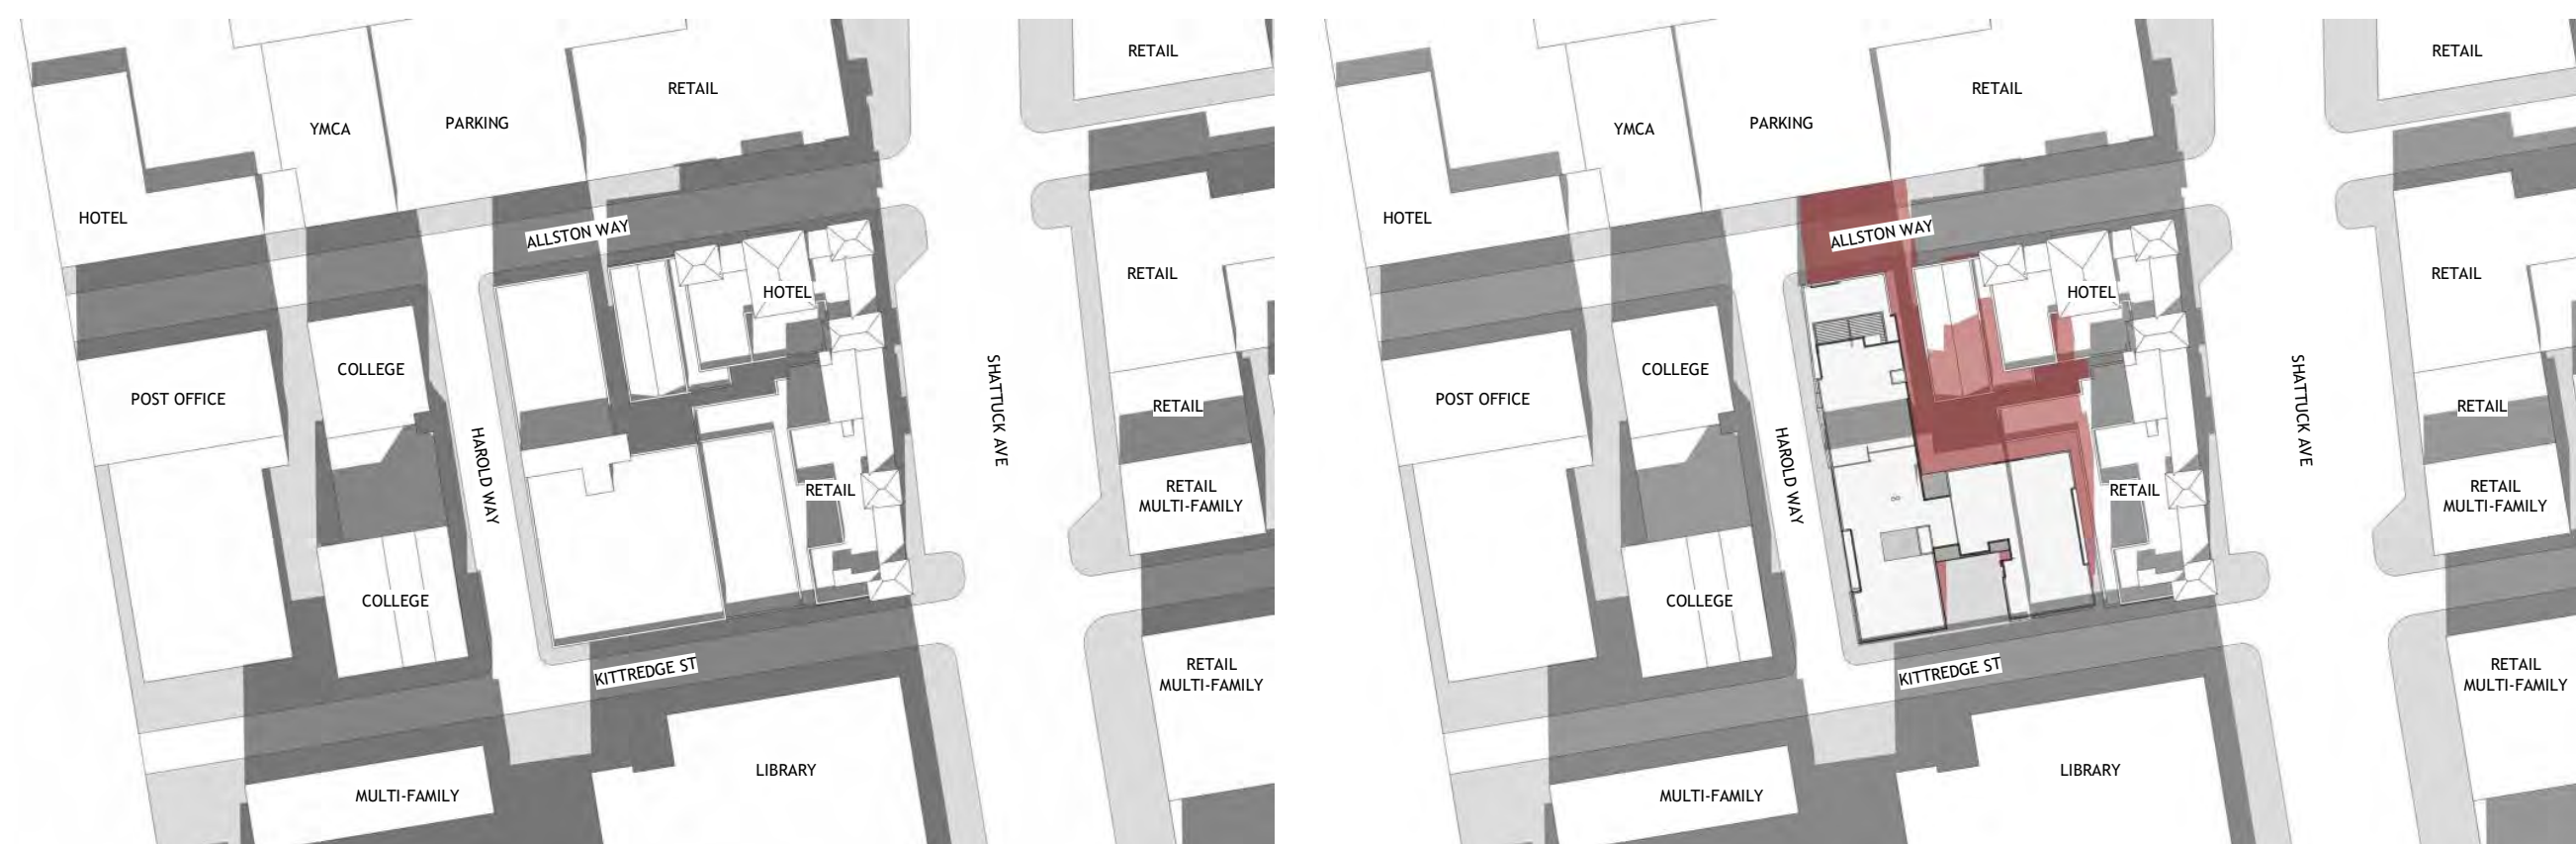 RETAIL
RETAIL
YMCA
PARKING
HOTEL
ALLSTON WAY
RETAIL
HOTEL
COLLEGE
POST OFFICE
SHATTUCK AVE
RETAIL
HAROLD WAY
RETAIL
RETAIL
MULTI-FAMILY
COLLEGE
KITTREDGE ST
RETAIL
MULTI-FAMILY
LIBRARY
MULTI-FAMILY
RETAIL
RETAIL
YMCA
PARKING
HOTEL
ALLSTON WAY
RETAIL
HOTEL
COLLEGE
POST OFFICE
SHATTUCK AVE
RETAIL
HAROLD WAY
RETAIL
RETAIL
MULTI-FAMILY
COLLEGE
KITTREDGE ST
RETAIL
MULTI-FAMILY
LIBRARY
MULTI-FAMILY